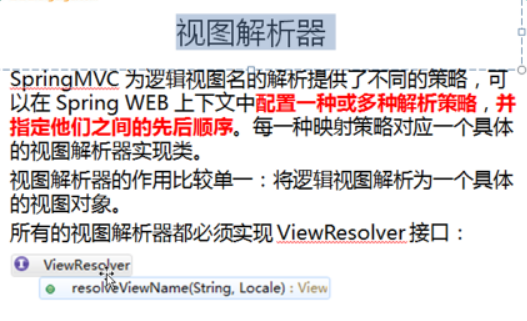 视图解析器
SpringMVC 为逻辑视图名的解析提供了不同的策略，可
以在 Spring WEB 上下文中配置一种或多种解析策略，并
指定他们之间的先后顺序。每一种映射策略对应一个具体
的视图解析器实现类。
视图解析器的作用比较单一：将逻辑视图解析为一个具体
的视图对象。
所有的视图解析器都必须实现 ViewResolver 接口：
ViewResolver
resolveViewName(String, Locale) : View